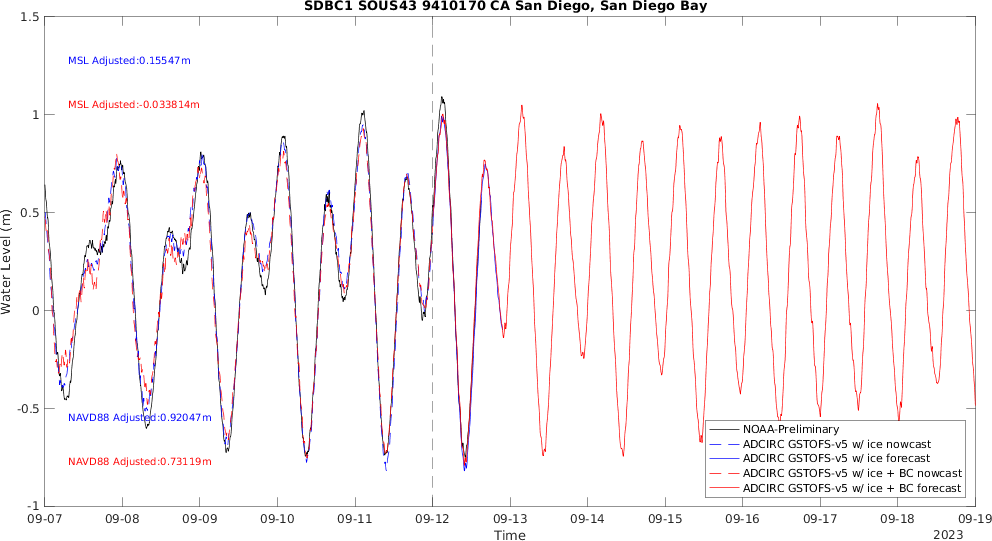 SDBC1 SOUS43 9410170 CA San Diego, San Diego Bay
1.5
1
0.5
0
-0.5
-1
Water Level (m)
MSL Adjusted:0.15547m
MSL Adjusted:-0.033814m
NAVD88 Adjusted:0.92047m
NAVD88 Adjusted:0.73119m
NOAA-Preliminary
ADCIRC GSTOFS-v5 w/ ice nowcast
ADCIRC GSTOFS-v5 w/ ice forecast
ADCIRC GSTOFS-v5 w/ ice + BC nowcast
ADCIRC GSTOFS-v5 w/ ice + BC forecast
09-07 09-08 09-09 09-10 09-11 09-12 09-13 09-14 09-15 09-16 09-17 09-18 09-19
Time
2023